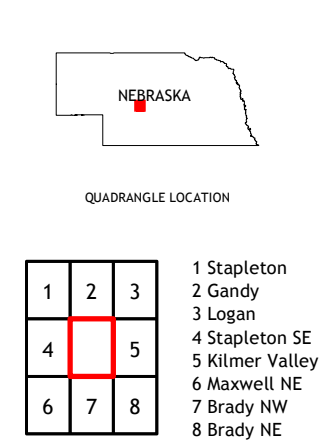 NEBRASKA
QUADRANGLE LOCATION
1 2 3
4 5
6 7 8
1 Stapleton
2 Gandy
3 Logan
4 Stapleton SE
5 Kilmer Valley
6 Maxwell NE
7 Brady NW
8 Brady NE